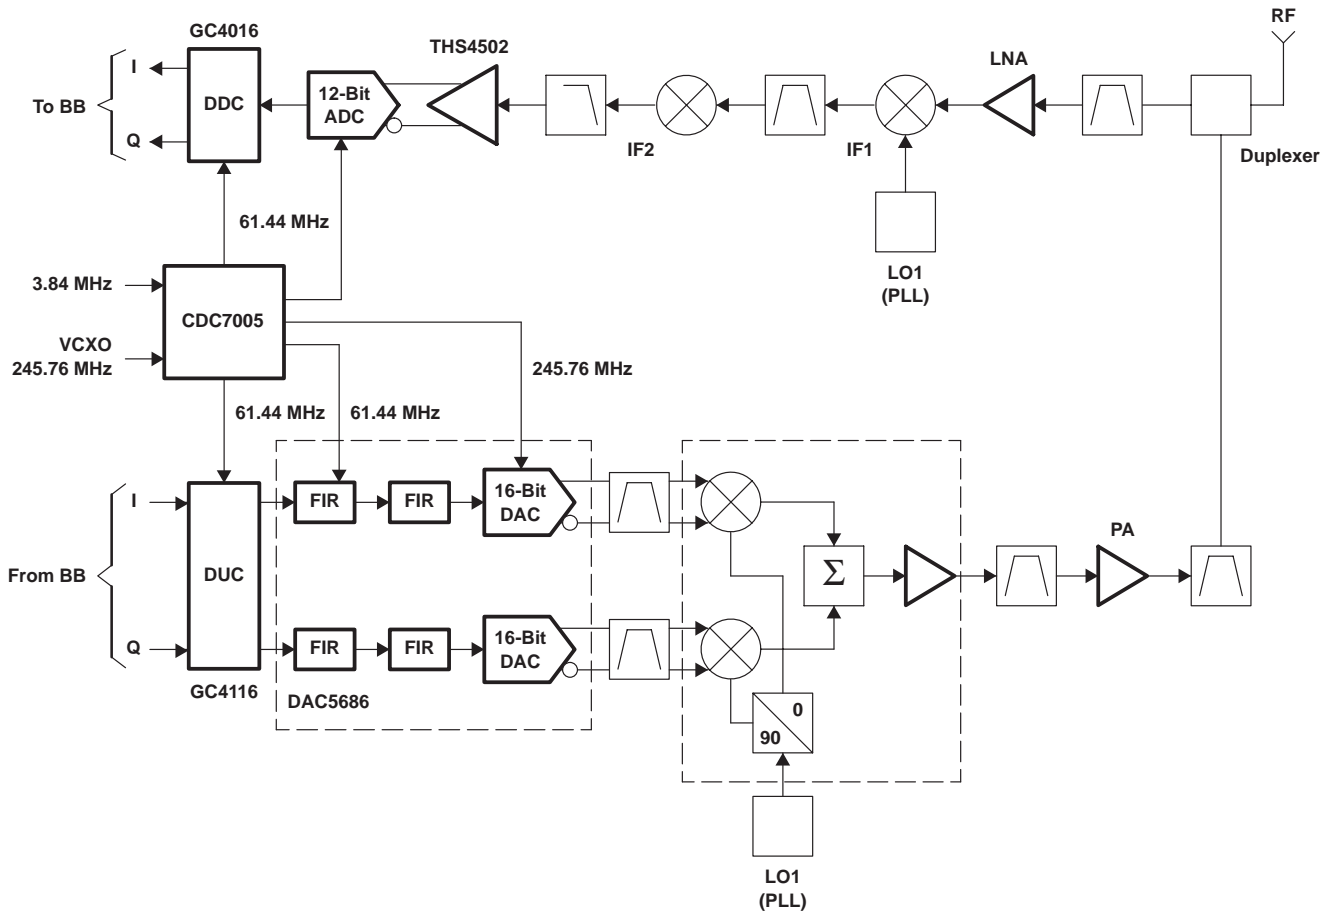 RF
GC4016
THS4502
LNA
To BB
I
Q
DDC
12-Bit
ADC
IF2
IF1
Duplexer
61.44 MHz
LO1
(PLL)
3.84 MHz
CDC7005
VCXO
245.76 MHz
245.76 MHz
61.44 MHz
61.44 MHz
From BB
I
Q
DUC
GC4116
FIR
FIR
16-Bit
DAC
FIR
FIR
16-Bit
DAC
DAC5686
Σ
PA
0
90
LO1
(PLL)